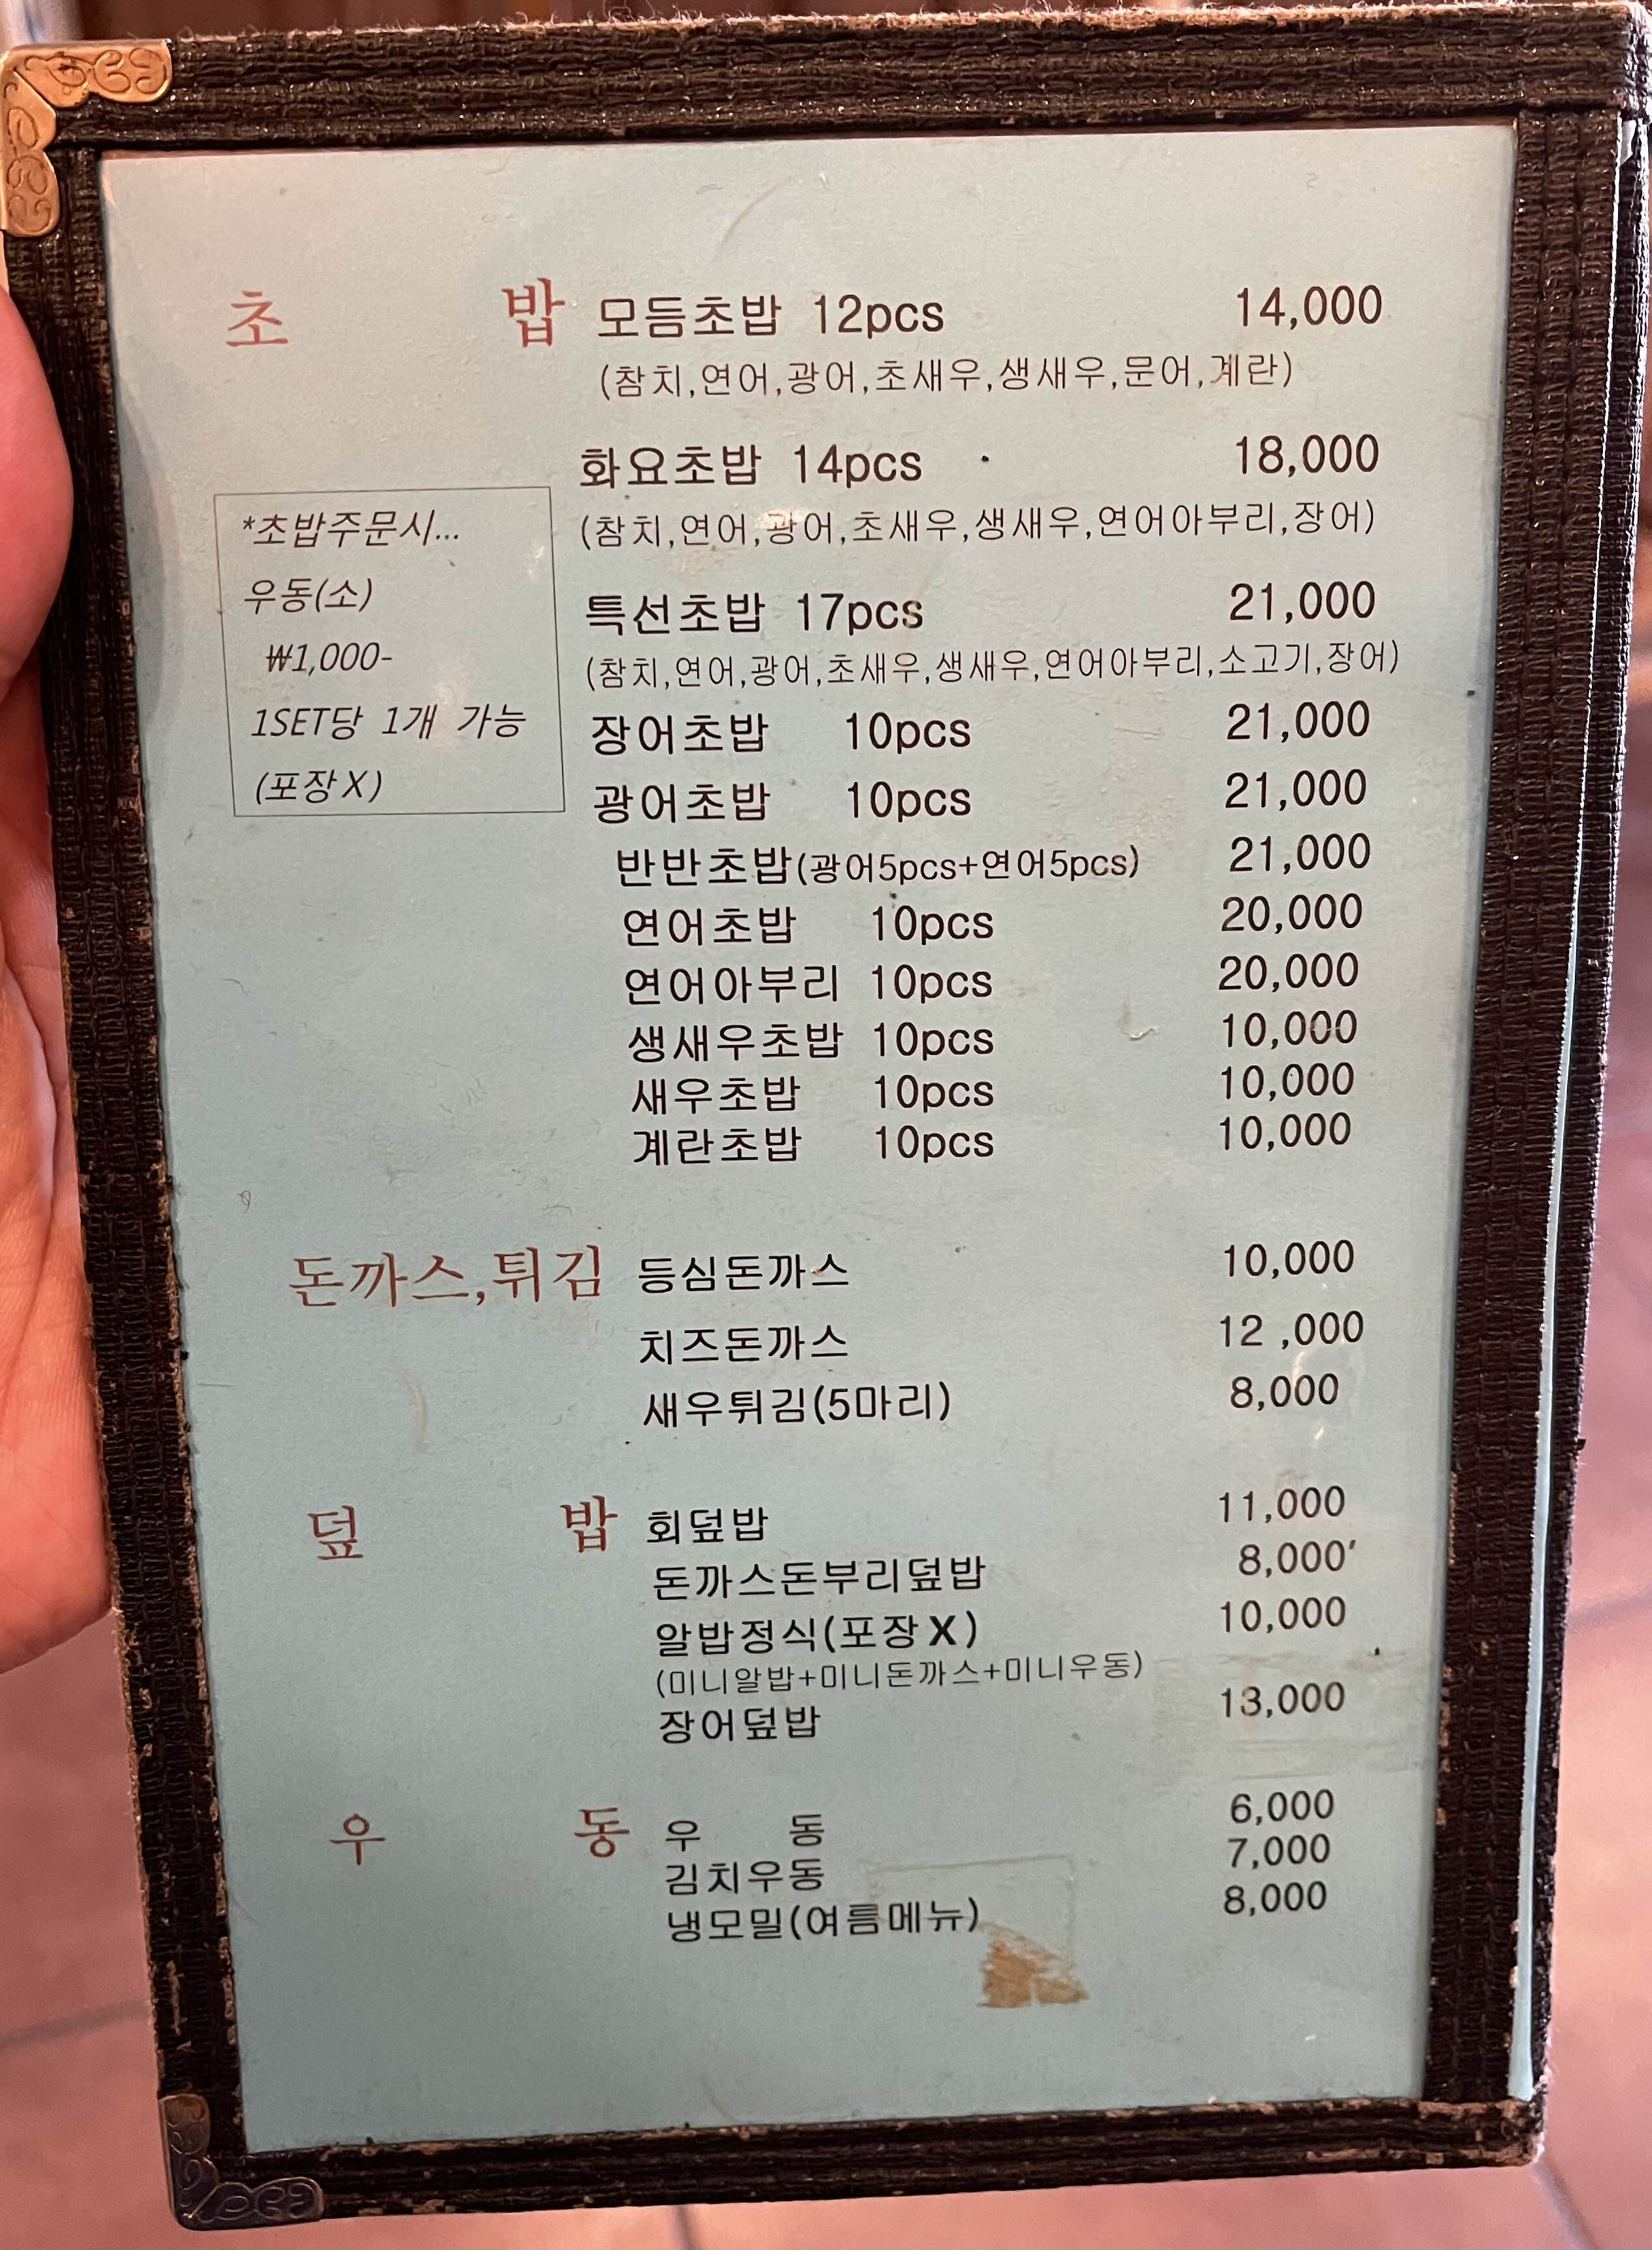 초 밥 모듬초밥 12pcs 14,000
(참치,연어,광어,초새우,생새우,문어,계란)
화요초밥 14pcs 18,000
(참치,연어,광어,초새우,생새우,연어아부리,장어)
*초밥주문시...
우동(소)
₩1,000-
1SET당 1개 가능
(포장X)
특선초밥 17pcs 21,000
(참치,연어,광어,초새우,생새우,연어아부리,소고기,장어)
장어초밥 10pcs 21,000
광어초밥 10pcs 21,000
반반초밥(광어5pcs+연어5pcs) 21,000
연어초밥 10pcs 20,000
연어아부리 10pcs 20,000
생새우초밥 10pcs 10,000
새우초밥 10pcs 10,000
계란초밥 10pcs 10,000
돈까스,튀김 등심돈까스 10,000
치즈돈까스 12 ,000
새우튀김(5마리) 8,000
덮 밥 회덮밥 11,000
돈까스돈부리덮밥 8,000′
알밥정식(포장X) 10,000
(미니알밥+미니돈까스+미니우동)
장어덮밥 13,000
우 동 우 동 6,000
김치우동 7,000
냉모밀(여름메뉴) 8,000